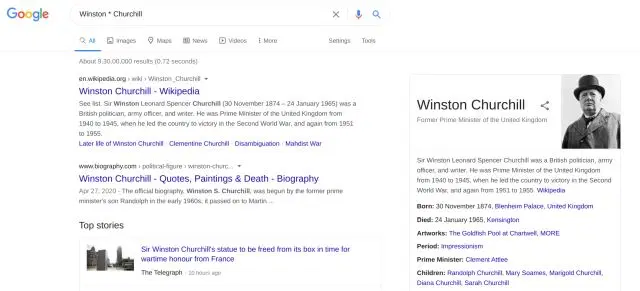 Google
Winston * Churchill
All Images Maps News Videos More Settings Tools
About 9,30,00,000 results (0.72 seconds)
en.wikipedia.org › wiki › Winston_Churchill
Winston Churchill - Wikipedia
See list. Sir Winston Leonard Spencer Churchill (30 November 1874 – 24 January 1965) was a
British politician, army officer, and writer. He was Prime Minister of the United Kingdom from
1940 to 1945, when he led the country to victory in the Second World War, and again from 1951
to 1955.
Later life of Winston Churchill · Clementine Churchill · Disambiguation · Mahdist War
www.biography.com › political-figure › winston-churc...
Winston Churchill - Quotes, Paintings & Death - Biography
Apr 27, 2020 - The official biography, Winston S. Churchill, was begun by the former prime
minister's son Randolph in the early 1960s; it passed on to Martin ...
Top stories
Sir Winston Churchill's statue to be freed from its box in time for
wartime honour from France
The Telegraph · 10 hours ago
Winston Churchill
Former Prime Minister of the United Kingdom
Sir Winston Leonard Spencer Churchill was a British politician, army
officer, and writer. He was Prime Minister of the United Kingdom
from 1940 to 1945, when he led the country to victory in the Second
World War, and again from 1951 to 1955. Wikipedia
Born: 30 November 1874, Blenheim Palace, United Kingdom
Died: 24 January 1965, Kensington
Artworks: The Goldfish Pool at Chartwell, MORE
Period: Impressionism
Prime Minister: Clement Attlee
Children: Randolph Churchill, Mary Soames, Marigold Churchill,
Diana Churchill, Sarah Churchill